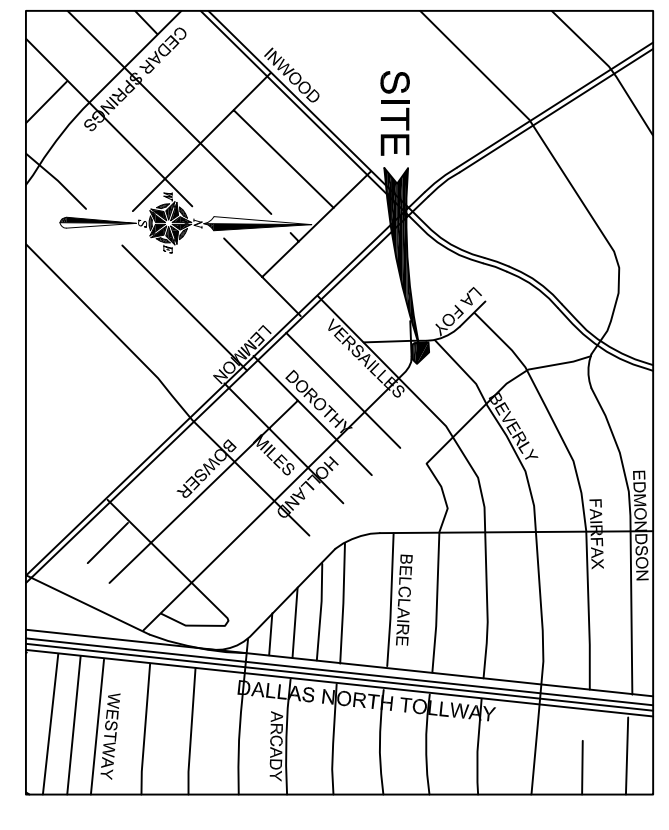 CEDAR SPRINGS
INWOOD
SITE
W
N
S
E
LA FOY
VERSAILLES
LEMMON
DOROTHY
BEVERLY
MILES
HOLLAND
BOWSER
EDMONDSON
FAIRFAX
BELCLAIRE
DALLAS NORTH TOLLWAY
WESTWAY
ARCADY